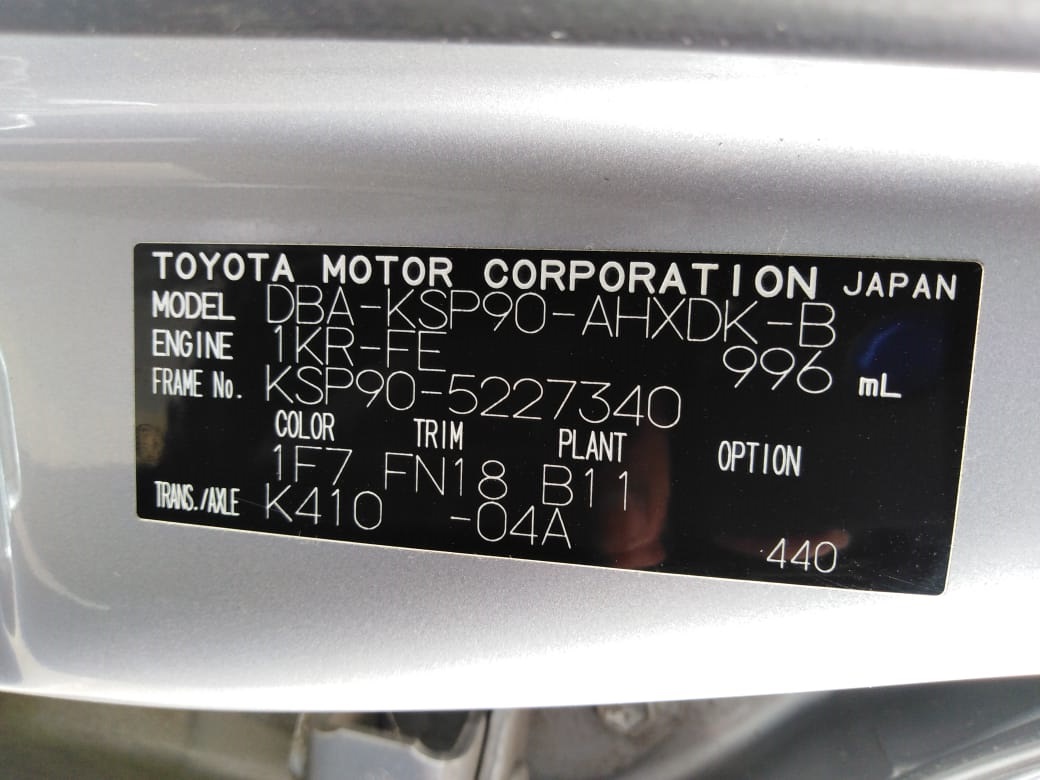 TOYOTA MOTOR CORPORATION JAPAN
MODEL DBA-KSP90-AHXDK-B
ENGINE 1KR-FE 996 mL
FRAME No. KSP90-5227340
COLOR TRIM PLANT OPTION
1F7 FN18 B11
TRANS./AXLE K410 -04A 440